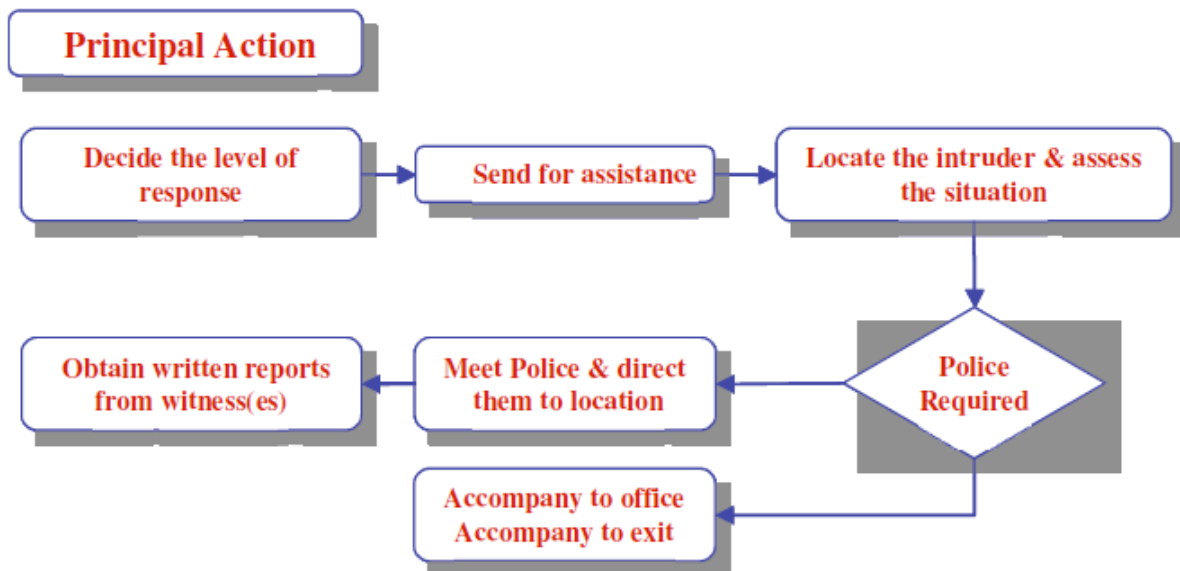 Principal Action
Decide the level of
response
Send for assistance
Locate the intruder & assess
the situation
Police
Required
Meet Police & direct
them to location
Obtain written reports
from witness(es)
Accompany to office
Accompany to exit